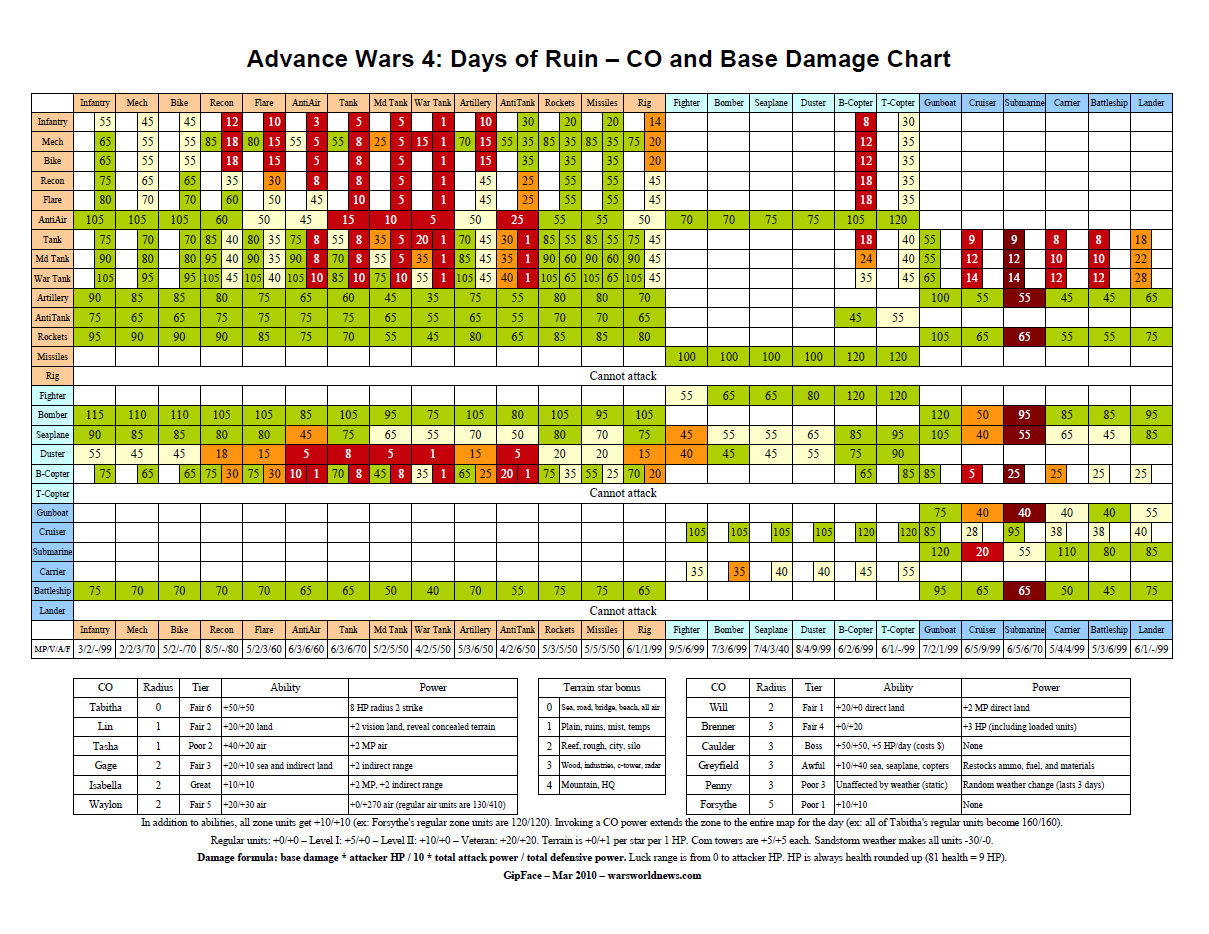 Advance Wars 4: Days of Ruin – CO and Base Damage Chart
Infantry Mech Bike Recon Flare AntiAir Tank Md Tank War Tank Artillery AntiTank Rockets Missiles Rig Fighter Bomber Seaplane Duster B-Copter T-Copter Gunboat Cruiser Submarine Carrier Battleship Lander
Infantry 55 45 45 12 10 3 5 5 1 10 30 20 20 14 8 30
Mech 65 55 55 85 18 80 15 55 5 55 8 25 5 15 1 70 15 55 35 85 35 85 35 75 20 12 35
Bike 65 55 55 18 15 5 8 5 1 15 35 35 35 20 12 35
Recon 75 65 65 35 30 8 8 5 1 45 25 55 55 45 18 35
Flare 80 70 70 60 50 45 10 5 1 45 25 55 55 45 18 35
AntiAir 105 105 105 60 50 45 15 10 5 50 25 55 55 50 70 70 75 75 105 120
Tank 75 70 70 85 40 80 35 75 8 55 8 35 5 20 1 70 45 30 1 85 55 85 55 75 45 18 40 55 9 9 8 8 18
Md Tank 90 80 80 95 40 90 35 90 8 70 8 55 5 35 1 85 45 35 1 90 60 90 60 90 45 24 40 55 12 12 10 10 22
War Tank 105 95 95 105 45 105 40 105 10 85 10 75 10 55 1 105 45 40 1 105 65 105 65 105 45 35 45 65 14 14 12 12 28
Artillery 90 85 85 80 75 65 60 45 35 75 55 80 80 70 100 55 55 45 45 65
AntiTank 75 65 65 75 75 75 75 65 55 65 55 70 70 65 45 55
Rockets 95 90 90 90 85 75 70 55 45 80 65 85 85 80 105 65 65 55 55 75
Missiles 100 100 100 100 120 120
Rig Cannot attack
Fighter 55 65 65 80 120 120
Bomber 115 110 110 105 105 85 105 95 75 105 80 105 95 105 120 50 95 85 85 95
Seaplane 90 85 85 80 80 45 75 65 55 70 50 80 70 75 45 55 55 65 85 95 105 40 55 65 45 85
Duster 55 45 45 18 15 5 8 5 1 15 5 20 20 15 40 45 45 55 75 90
B-Copter 75 65 65 75 30 75 30 10 1 70 8 45 8 35 1 65 25 20 1 75 35 55 25 70 20 65 85 85 5 25 25 25 25
T-Copter Cannot attack
Gunboat 75 40 40 40 40 55
Cruiser 105 105 105 105 120 120 85 28 95 38 38 40
Submarine 120 20 55 110 80 85
Carrier 35 35 40 40 45 55
Battleship 75 70 70 70 70 65 65 50 40 70 55 75 75 65 95 65 65 50 45 75
Lander Cannot attack
Infantry Mech Bike Recon Flare AntiAir Tank Md Tank War Tank Artillery AntiTank Rockets Missiles Rig Fighter Bomber Seaplane Duster B-Copter T-Copter Gunboat Cruiser Submarine Carrier Battleship Lander
MP/V/A/F 3/2/-/99 2/2/3/70 5/2/-/70 8/5/-/80 5/2/3/60 6/3/6/60 6/3/6/70 5/2/5/50 4/2/5/50 5/3/6/50 4/2/6/50 5/3/5/50 5/5/5/50 6/1/1/99 9/5/6/99 7/3/6/99 7/4/3/40 8/4/9/99 6/2/6/99 6/1/-/99 7/2/1/99 6/5/9/99 6/5/6/70 5/4/4/99 5/3/6/99 6/1/-/99
CO Radius Tier Ability Power
Tabitha 0 Fair 6 +50/+50 8 HP radius 2 strike
Lin 1 Fair 2 +20/+20 land +2 vision land, reveal concealed terrain
Tasha 1 Poor 2 +40/+20 air +2 MP air
Gage 2 Fair 3 +20/+10 sea and indirect land +2 indirect range
Isabella 2 Great +10/+10 +2 MP, +2 indirect range
Waylon 2 Fair 5 +20/+30 air +0/+270 air (regular air units are 130/410)
Terrain star bonus
0 Sea, road, bridge, beach, all air
1 Plain, ruins, mist, temps
2 Reef, rough, city, silo
3 Wood, industries, c-tower, radar
4 Mountain, HQ
CO Radius Tier Ability Power
Will 2 Fair 1 +20/+0 direct land +2 MP direct land
Brenner 3 Fair 4 +0/+20 +3 HP (including loaded units)
Caulder 3 Boss +50/+50, +5 HP/day (costs $) None
Greyfield 3 Awful +10/+40 sea, seaplane, copters Restocks ammo, fuel, and materials
Penny 3 Poor 3 Unaffected by weather (static) Random weather change (lasts 3 days)
Forsythe 5 Poor 1 +10/+10 None
In addition to abilities, all zone units get +10/+10 (ex: Forsythe's regular zone units are 120/120). Invoking a CO power extends the zone to the entire map for the day (ex: all of Tabitha's regular units become 160/160).
Regular units: +0/+0 – Level I: +5/+0 – Level II: +10/+0 – Veteran: +20/+20. Terrain is +0/+1 per star per 1 HP. Com towers are +5/+5 each. Sandstorm weather makes all units -30/-0.
Damage formula: base damage * attacker HP / 10 * total attack power / total defensive power. Luck range is from 0 to attacker HP. HP is always health rounded up (81 health = 9 HP).
GipFace – Mar 2010 – warsworldnews.com